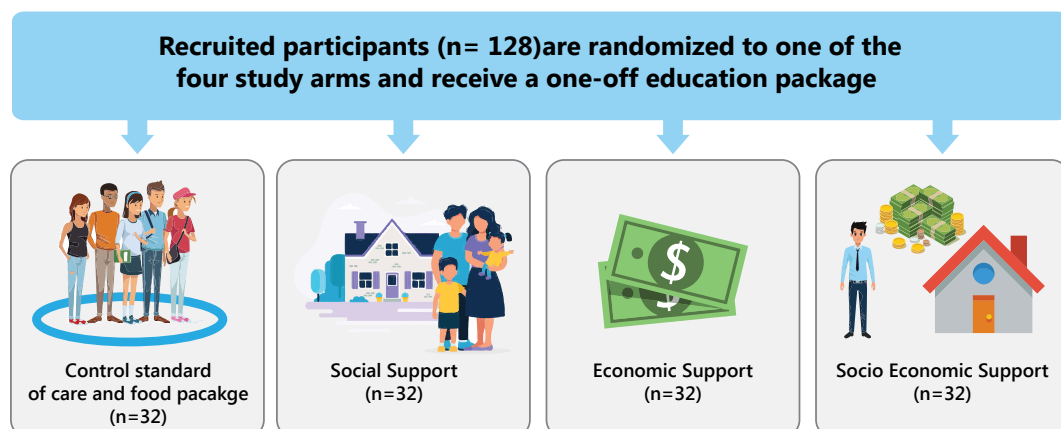 Recruited participants (n= 128)are randomized to one of the
four study arms and receive a one-off education package
Control standard
of care and food pacakge
(n=32)
Social Support
(n=32)
Economic Support
(n=32)
Socio Economic Support
(n=32)